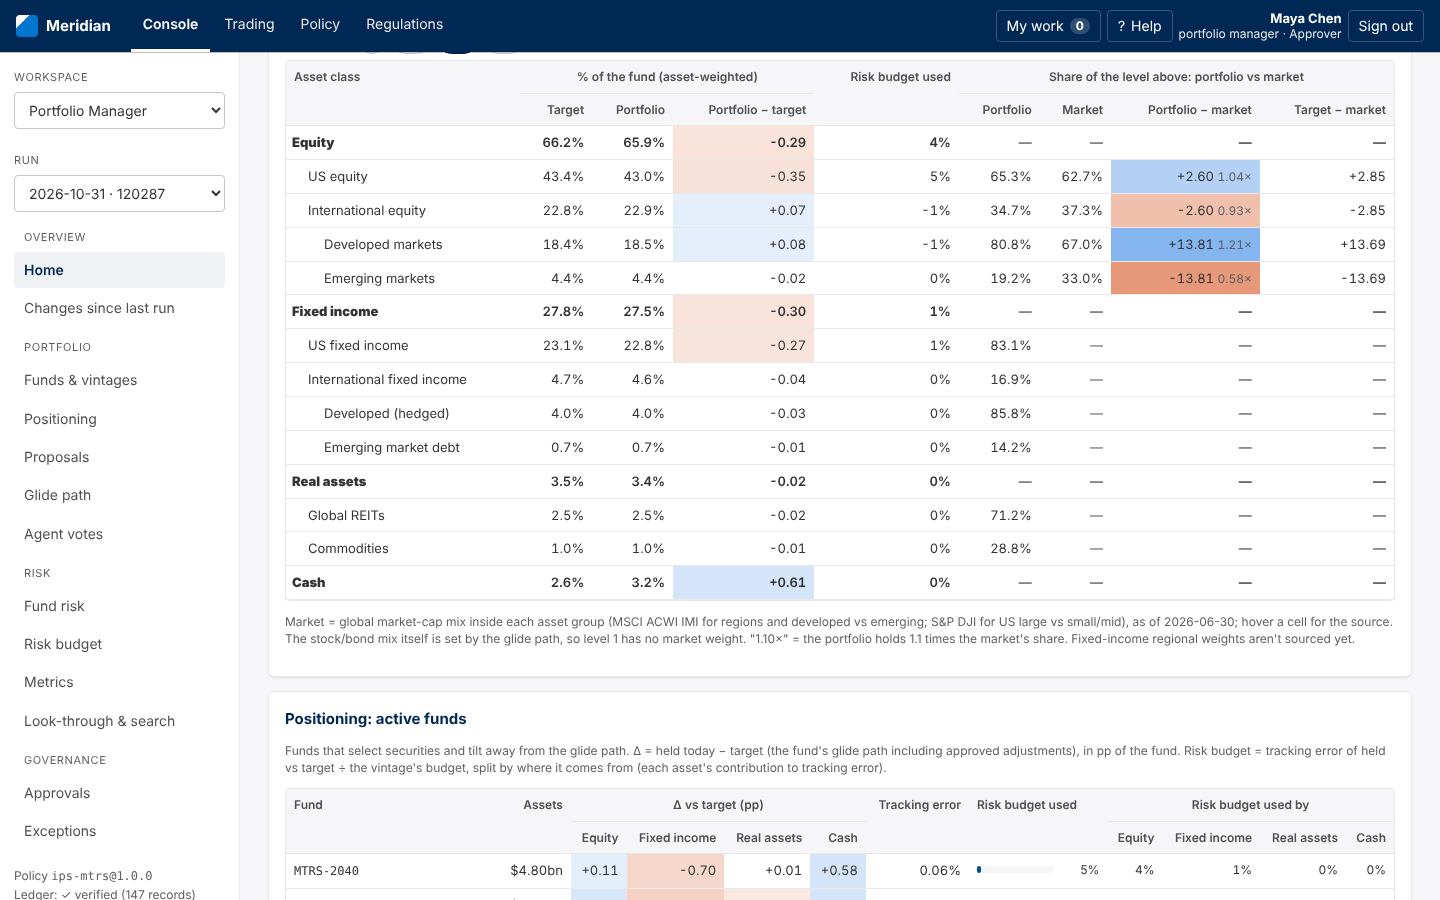 Meridian Console Trading Policy Regulations My work 0 ? Help Maya Chen portfolio manager · Approver Sign out
WORKSPACE
Portfolio Manager
RUN
2026-10-31 · 120287
OVERVIEW
Home
Changes since last run
PORTFOLIO
Funds & vintages
Positioning
Proposals
Glide path
Agent votes
RISK
Fund risk
Risk budget
Metrics
Look-through & search
GOVERNANCE
Approvals
Exceptions
Policy ips-mtrs@1.0.0
Ledger: ✓ verified (147 records)
Asset class % of the fund (asset-weighted) Risk budget used Share of the level above: portfolio vs market
Target Portfolio Portfolio − target Portfolio Market Portfolio − market Target − market
Equity 66.2% 65.9% -0.29 4% — — — —
US equity 43.4% 43.0% -0.35 5% 65.3% 62.7% +2.60 1.04× +2.85
International equity 22.8% 22.9% +0.07 -1% 34.7% 37.3% -2.60 0.93× -2.85
Developed markets 18.4% 18.5% +0.08 -1% 80.8% 67.0% +13.81 1.21× +13.69
Emerging markets 4.4% 4.4% -0.02 0% 19.2% 33.0% -13.81 0.58× -13.69
Fixed income 27.8% 27.5% -0.30 1% — — — —
US fixed income 23.1% 22.8% -0.27 1% 83.1% — — —
International fixed income 4.7% 4.6% -0.04 0% 16.9% — — —
Developed (hedged) 4.0% 4.0% -0.03 0% 85.8% — — —
Emerging market debt 0.7% 0.7% -0.01 0% 14.2% — — —
Real assets 3.5% 3.4% -0.02 0% — — — —
Global REITs 2.5% 2.5% -0.02 0% 71.2% — — —
Commodities 1.0% 1.0% -0.01 0% 28.8% — — —
Cash 2.6% 3.2% +0.61 0% — — — —
Market = global market-cap mix inside each asset group (MSCI ACWI IMI for regions and developed vs emerging; S&P DJI for US large vs small/mid), as of 2026-06-30; hover a cell for the source.
The stock/bond mix itself is set by the glide path, so level 1 has no market weight. "1.10×" = the portfolio holds 1.1 times the market's share. Fixed-income regional weights aren't sourced yet.
Positioning: active funds
Funds that select securities and tilt away from the glide path. Δ = held today − target (the fund's glide path including approved adjustments), in pp of the fund. Risk budget = tracking error of held
vs target ÷ the vintage's budget, split by where it comes from (each asset's contribution to tracking error).
Fund Assets Δ vs target (pp) Tracking error Risk budget used Risk budget used by
Equity Fixed income Real assets Cash Equity Fixed income Real assets Cash
MTRS-2040 $4.80bn +0.11 -0.70 +0.01 +0.58 0.06% 5% 4% 1% 0% 0%